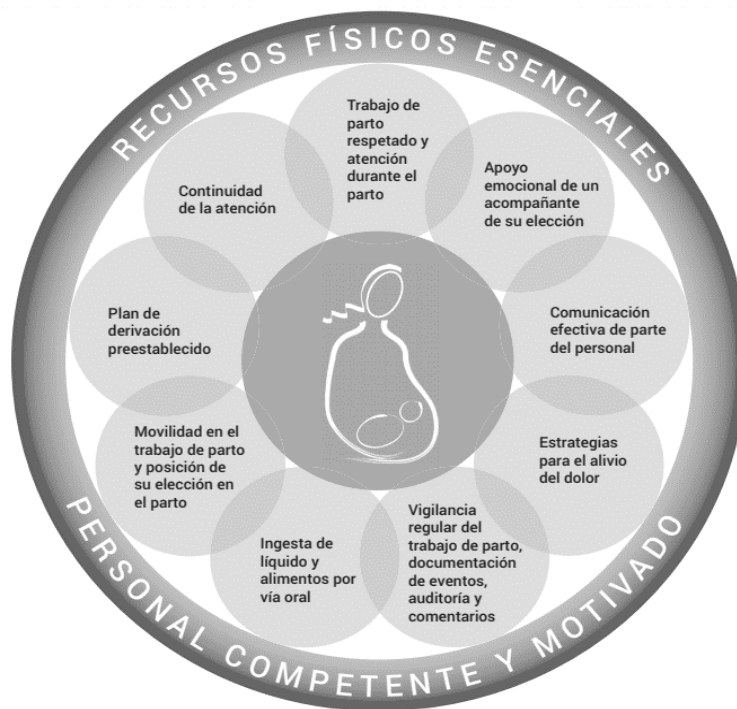 RECURSOS FÍSICOS ESENCIALES
Trabajo de
parto
respetado y
atención
durante el
parto
Apoyo
emocional de un
acompañante
de su elección
Comunicación
efectiva de parte
del personal
Estrategias
para el alivio
del dolor
Vigilancia
regular del
trabajo de parto,
documentación
de eventos,
auditoría y
comentarios
Ingesta de
líquido y
alimentos por
vía oral
Movilidad en el
trabajo de parto
y posición de
su elección en
el parto
Plan de
derivación
preestablecido
Continuidad
de la atención
PERSONAL COMPETENTE Y MOTIVADO